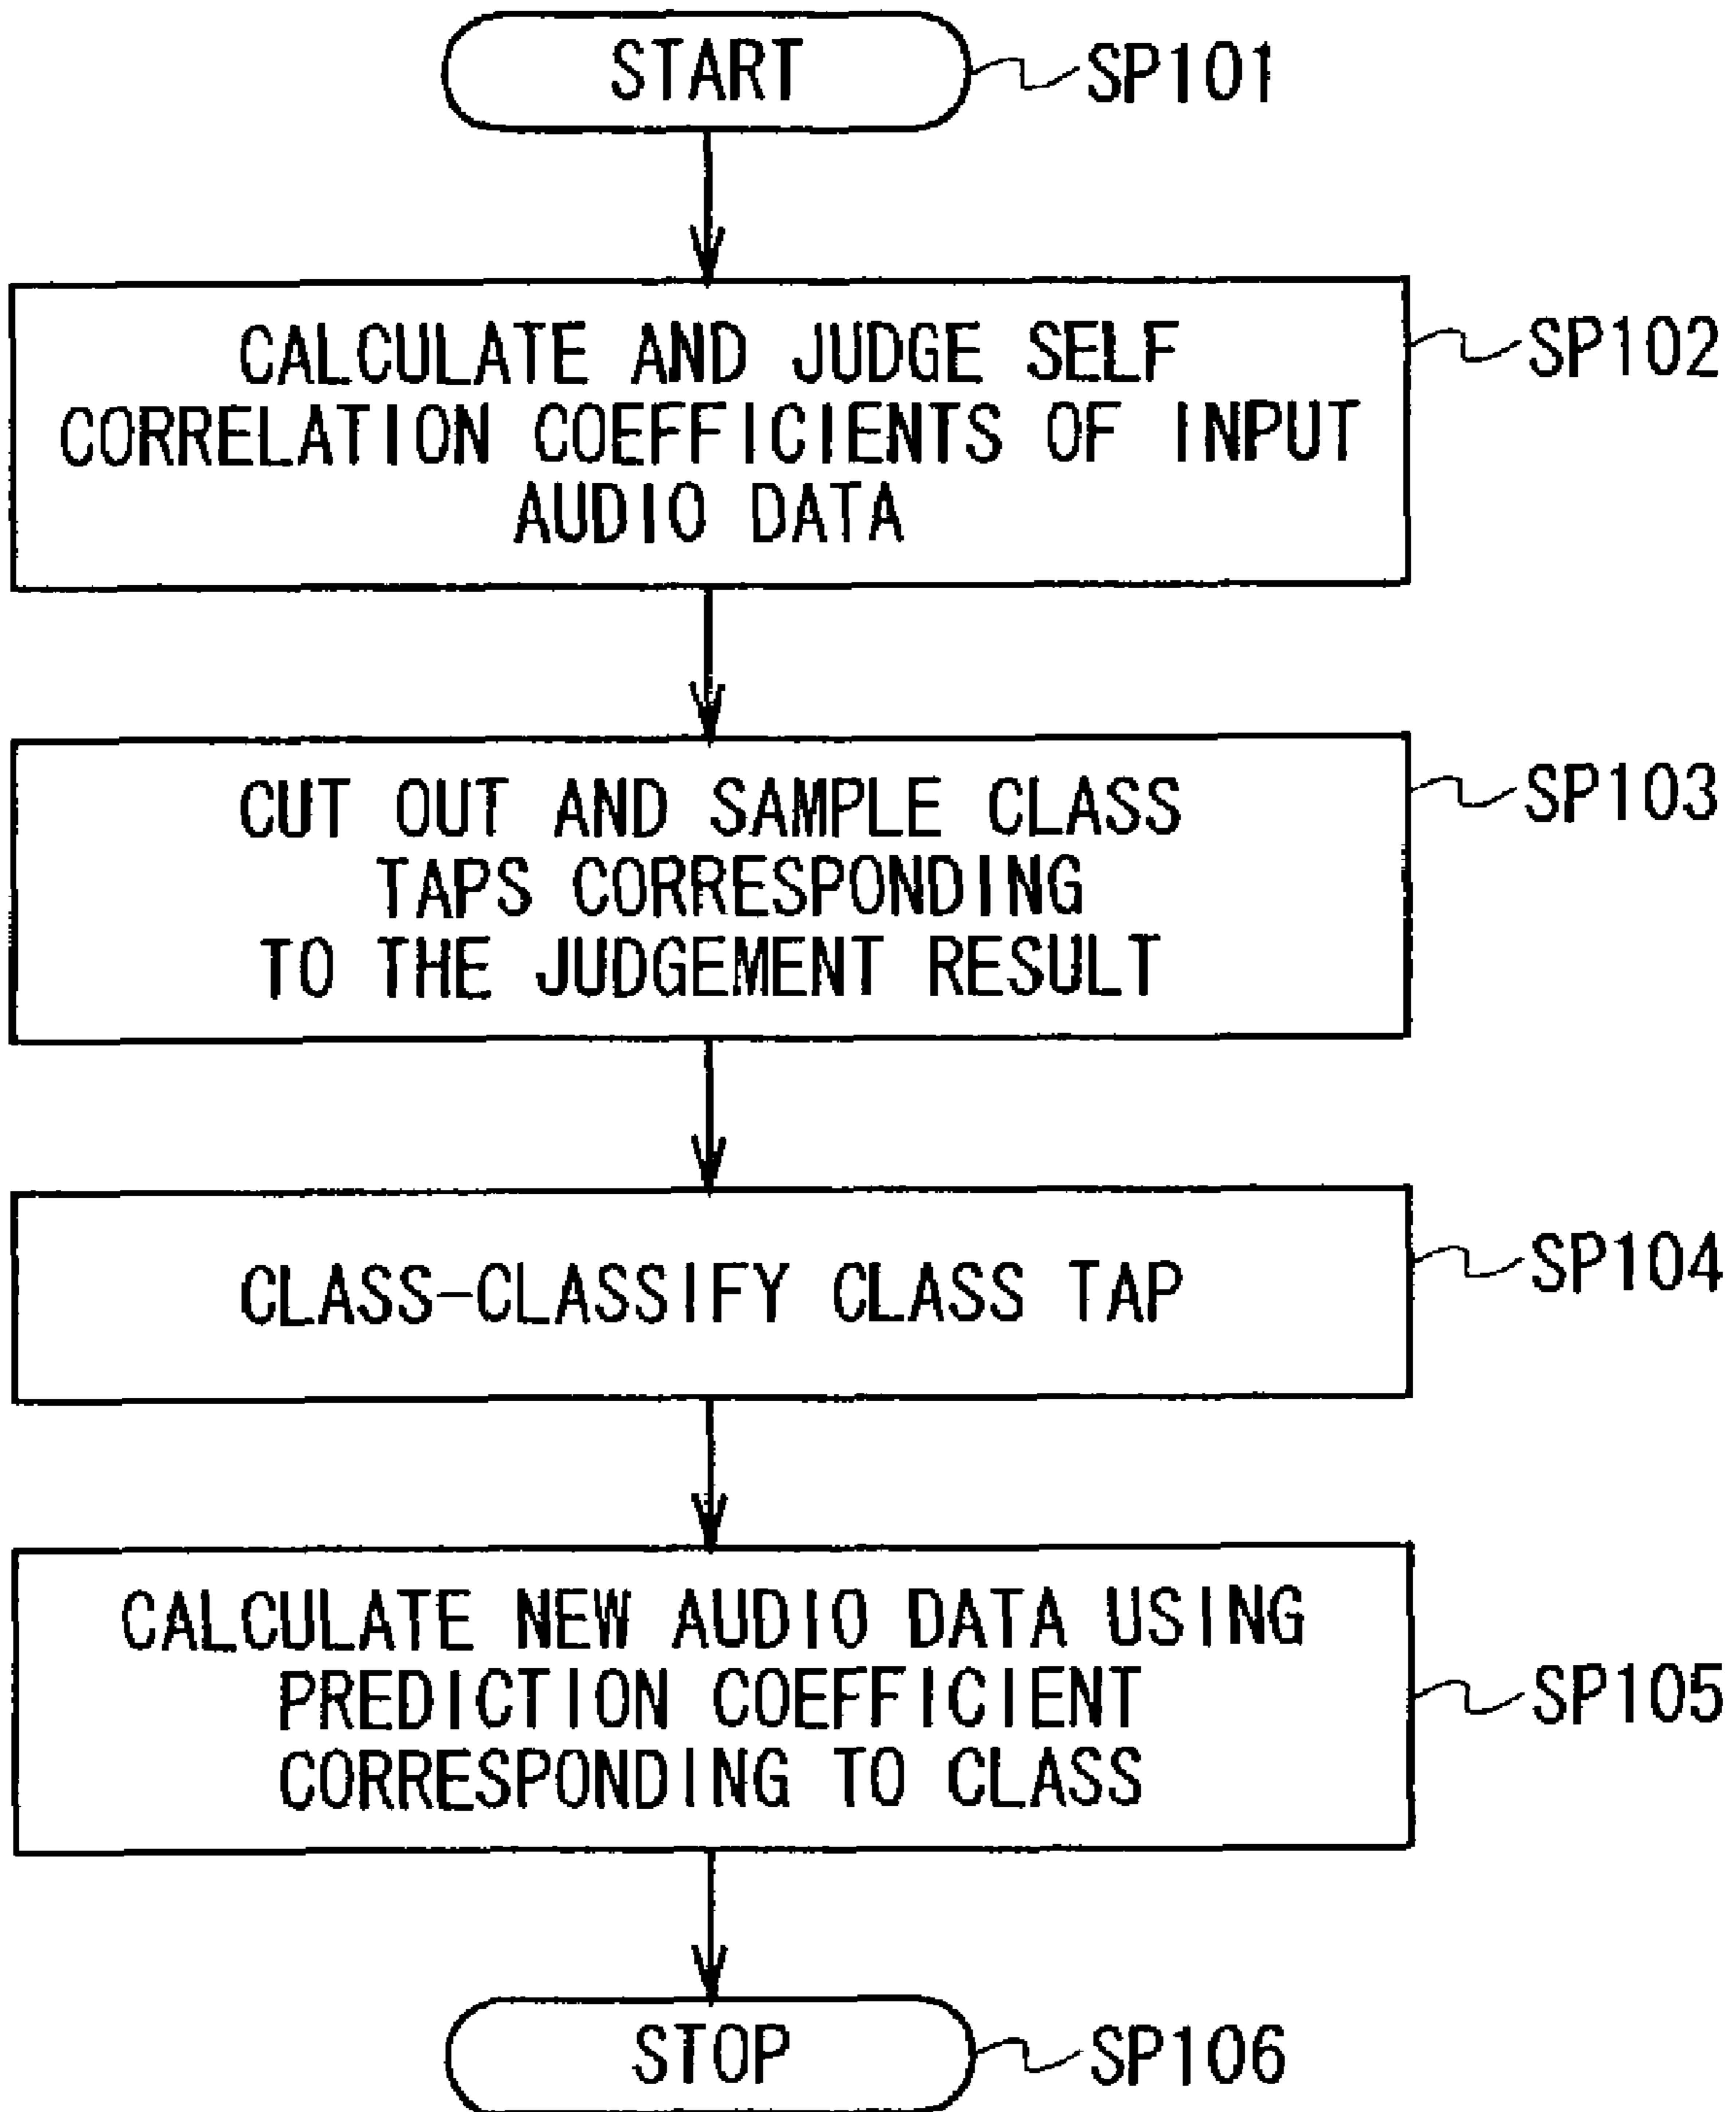 START
SP101
CALCULATE AND JUDGE SELF
CORRELATION COEFFICIENTS OF INPUT
AUDIO DATA
SP102
CUT OUT AND SAMPLE CLASS
TAPS CORRESPONDING
TO THE JUDGEMENT RESULT
SP103
CLASS-CLASSIFY CLASS TAP
SP104
CALCULATE NEW AUDIO DATA USING
PREDICTION COEFFICIENT
CORRESPONDING TO CLASS
SP105
STOP
SP106